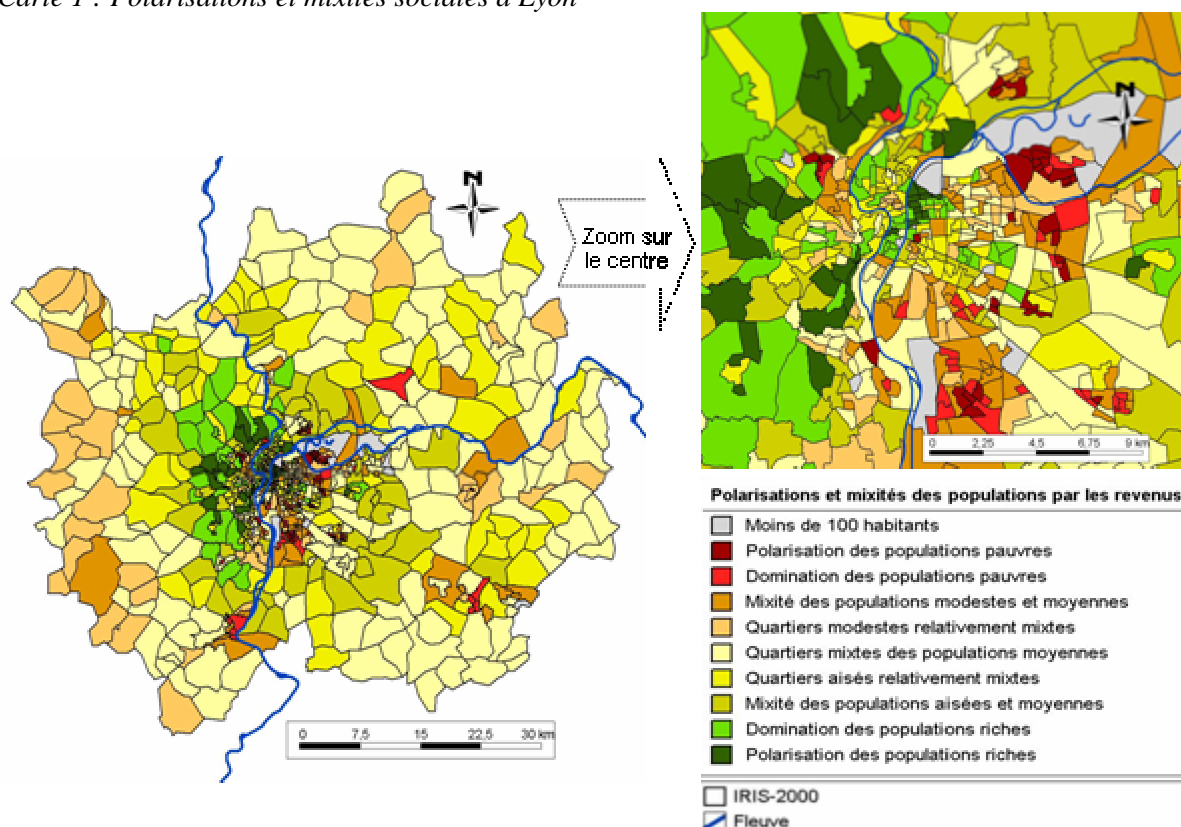 Carte 1 : Polarisations et mixités sociales à Lyon
N
Zoom sur
le centre
0 7,5 15 22,5 30 km
N
0 2,25 4,5 6,75 9 km
Polarisations et mixités des populations par les revenus
Moins de 100 habitants
Polarisation des populations pauvres
Domination des populations pauvres
Mixité des populations modestes et moyennes
Quartiers modestes relativement mixtes
Quartiers mixtes des populations moyennes
Quartiers aisés relativement mixtes
Mixité des populations aisées et moyennes
Domination des populations riches
Polarisation des populations riches
IRIS-2000
Fleuve